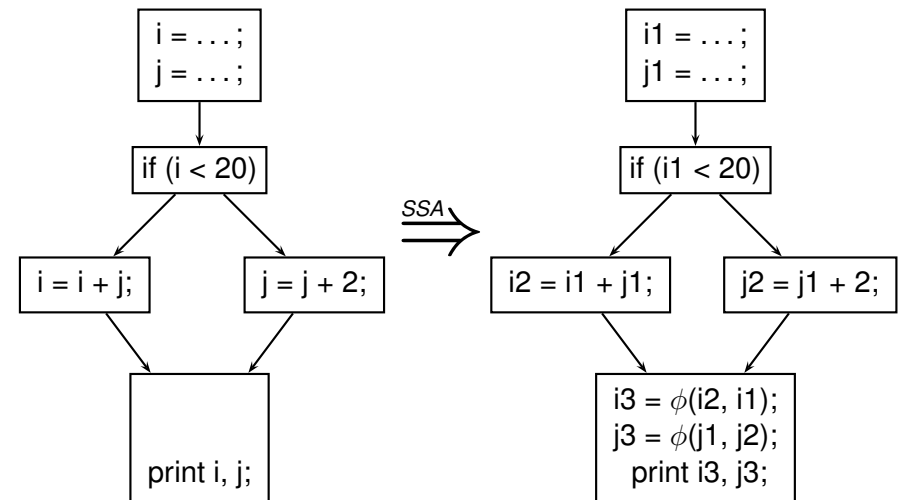 i = . . . ;
j = . . . ;
if (i < 20)
i = i + j;
j = j + 2;
print i, j;
SSA
i1 = . . . ;
j1 = . . . ;
if (i1 < 20)
i2 = i1 + j1;
j2 = j1 + 2;
i3 = ϕ(i2, i1);
j3 = ϕ(j1, j2);
print i3, j3;